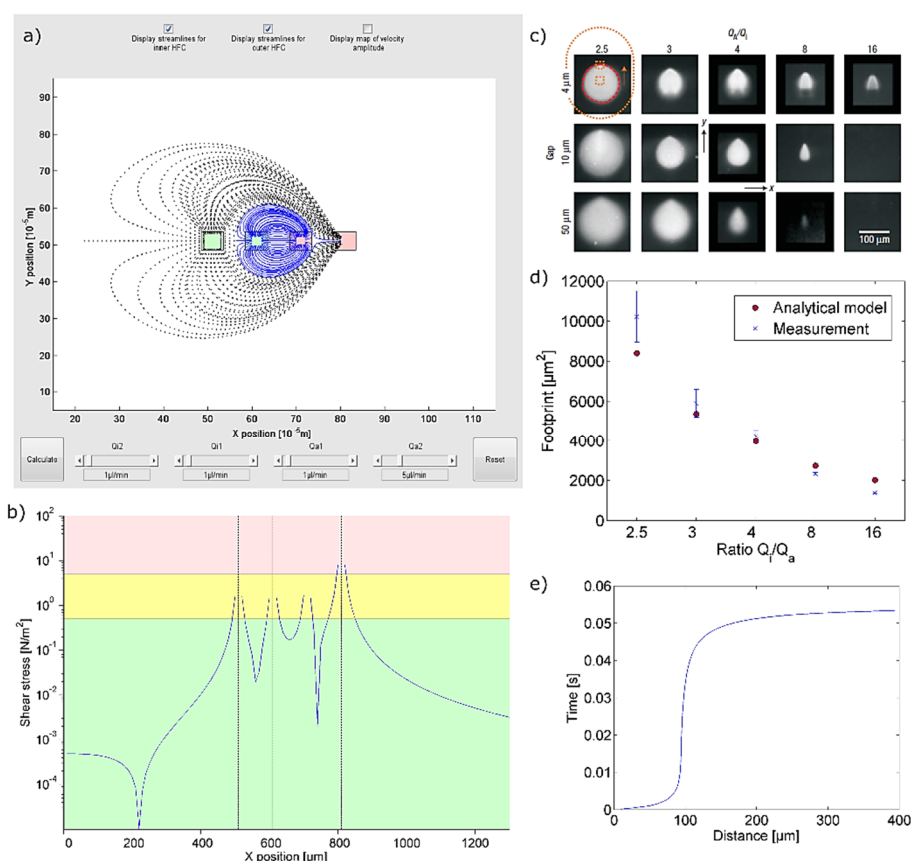 a)
Display streamlines for inner HFC
Display streamlines for outer HFC
Display map of velocity amplitude
Y position [10⁻⁵m]
90
80
70
60
50
40
30
20
10
20 30 40 50 60 70 80 90 100 110
X position [10⁻⁵m]
Calculate
Qi2
1µl/min
Qi1
1µl/min
Qa1
1µl/min
Qa2
5µl/min
Reset
b)
Shear stress [N/m²]
10²
10¹
10⁰
10⁻¹
10⁻²
10⁻³
10⁻⁴
0 200 400 600 800 1000 1200
X position [µm]
c)
Q_A/Q_i
2.5 3 4 8 16
Gap
4 µm
10 µm
50 µm
y
x
100 µm
d)
Footprint [µm²]
12000
10000
8000
6000
4000
2000
0
Analytical model
Measurement
2.5 3 4 8 16
Ratio Q_i/Q_a
e)
Time [s]
0.06
0.05
0.04
0.03
0.02
0.01
0
0 100 200 300 400
Distance [µm]